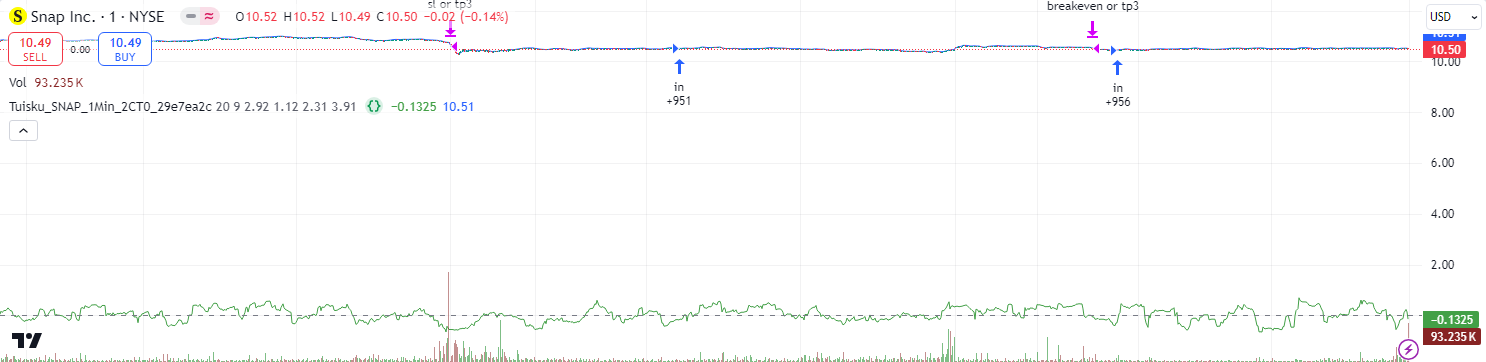 sl or tp3
breakeven or tp3
S Snap Inc. · 1 · NYSE O10.52 H10.52 L10.49 C10.50 −0.02 (−0.14%)
USD
10.49 SELL
0.00
10.49 BUY
10.50
10.00
Vol 93.235 K
in
+951
in
+956
Tuisku_SNAP_1Min_2CT0_29e7ea2c 20 9 2.92 1.12 2.31 3.91 {} −0.1325 10.51
8.00
6.00
4.00
2.00
−0.1325
93.235 K